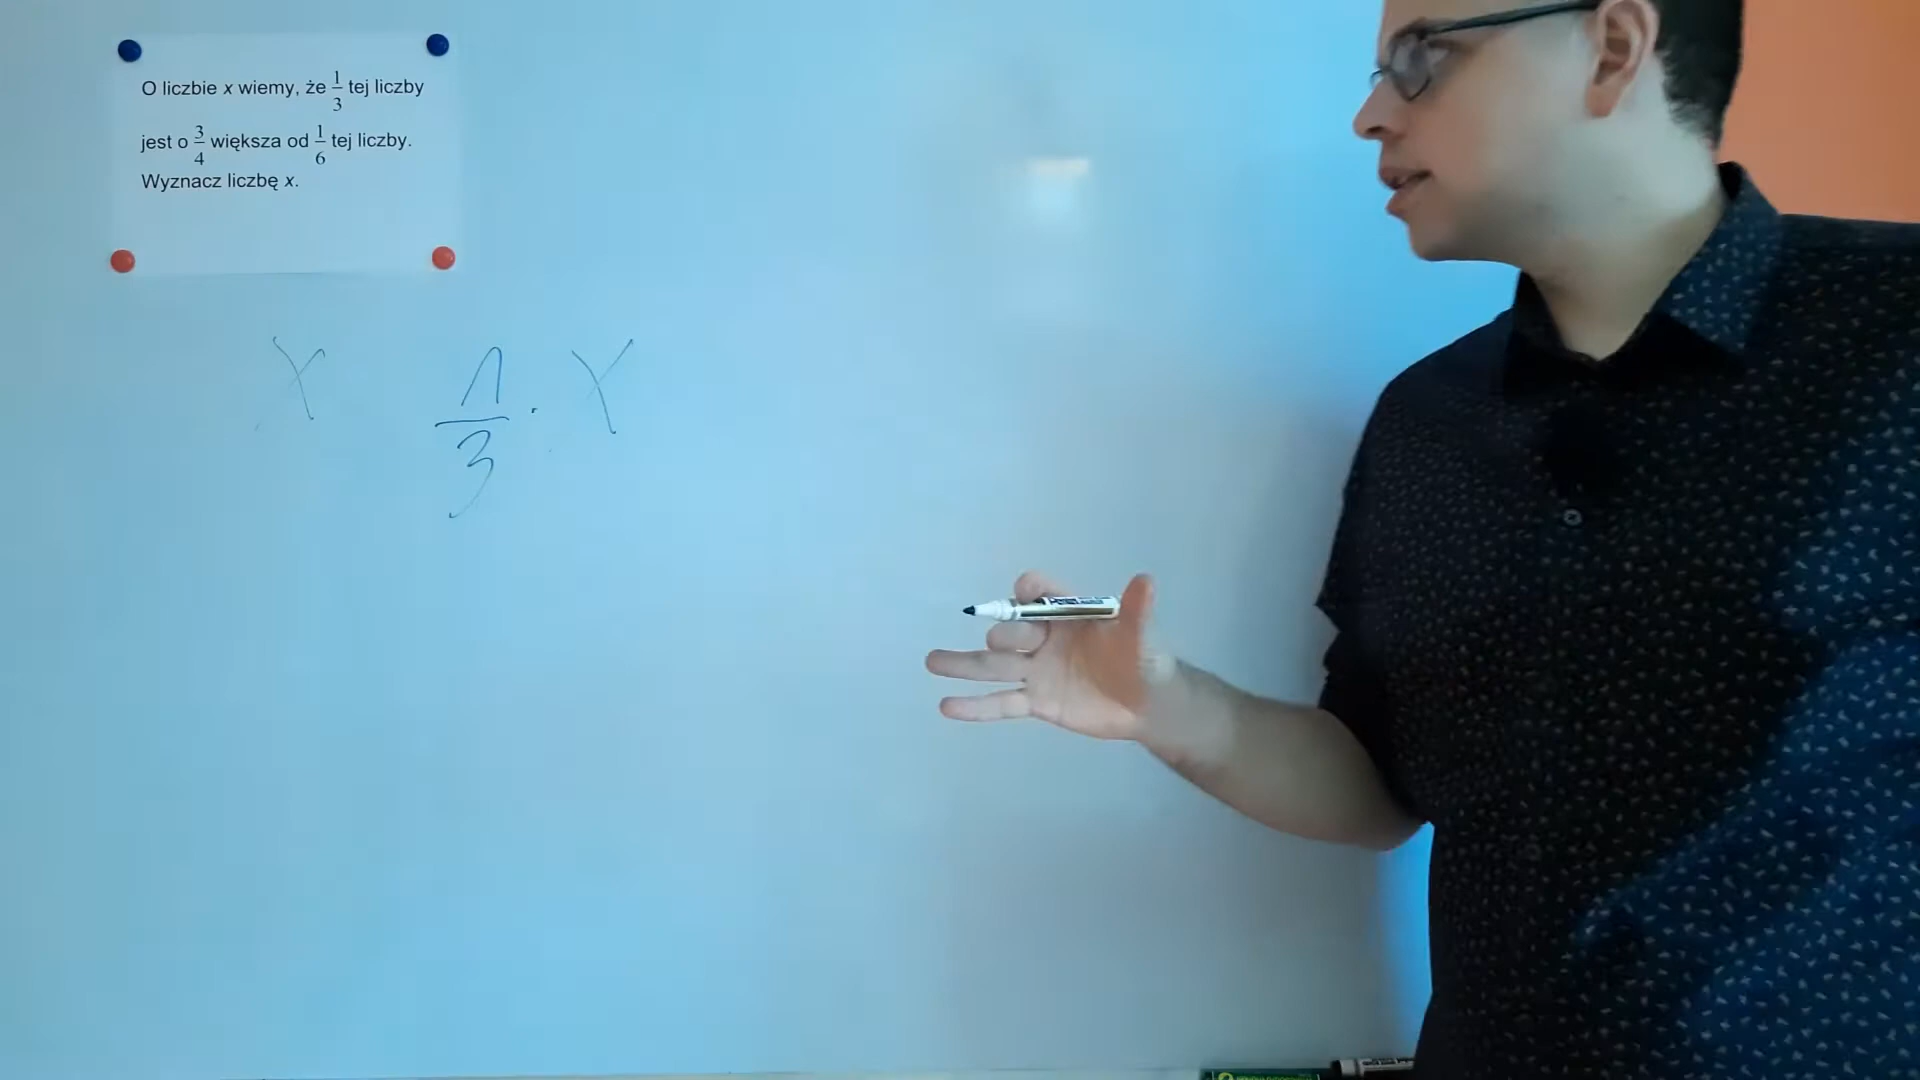 O liczbie x wiemy, że 1/3 tej liczby
jest o 3/4 większa od 1/6 tej liczby.
Wyznacz liczbę x.
X 1/3 · X